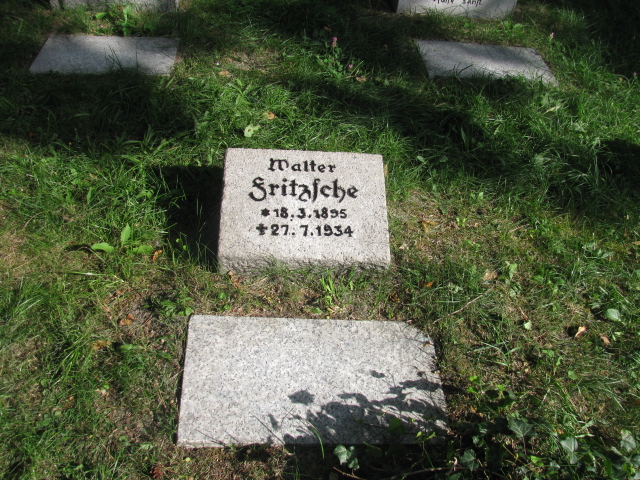 Walter
Fritzsche
* 18.3.1895
✝ 27.7.1934